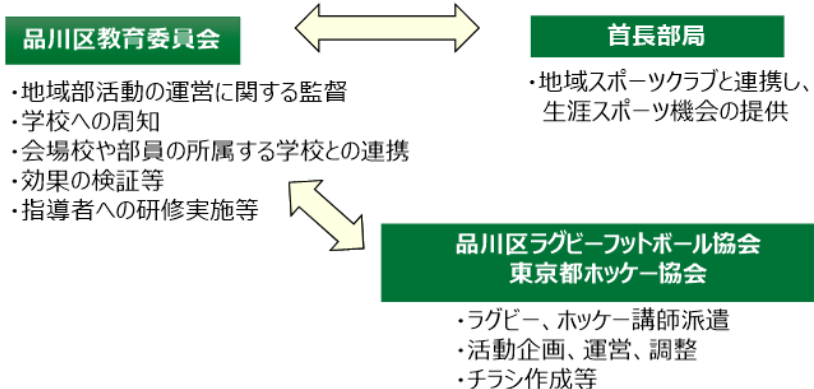 品川区教育委員会
・地域部活動の運営に関する監督
・学校への周知
・会場校や部員の所属する学校との連携
・効果の検証等
・指導者への研修実施等
首長部局
・地域スポーツクラブと連携し、
生涯スポーツ機会の提供
品川区ラグビーフットボール協会
東京都ホッケー協会
・ラグビー、ホッケー講師派遣
・活動企画、運営、調整
・チラシ作成等